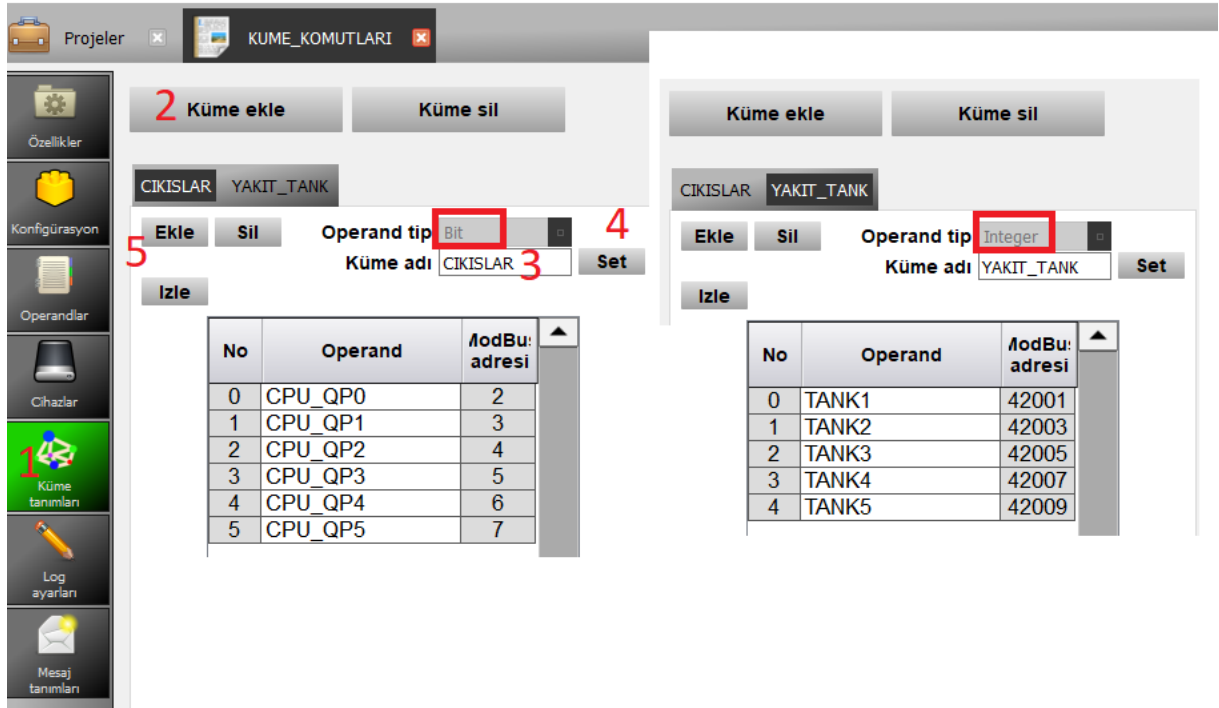 Projeler
KUME_KOMUTLARI
Özellikler
Konfigürasyon
Operandlar
Cihazlar
1
Küme
tanımları
Log
ayarları
Mesaj
tanımları
2 Küme ekle Küme sil
CIKISLAR YAKIT_TANK
5 Ekle Sil Operand tip Bit 4
Küme adı CIKISLAR 3 Set
Izle
No Operand ModBus
adresi
0 CPU_QP0 2
1 CPU_QP1 3
2 CPU_QP2 4
3 CPU_QP3 5
4 CPU_QP4 6
5 CPU_QP5 7
Küme ekle Küme sil
CIKISLAR YAKIT_TANK
Ekle Sil Operand tip Integer
Küme adı YAKIT_TANK Set
Izle
No Operand ModBus
adresi
0 TANK1 42001
1 TANK2 42003
2 TANK3 42005
3 TANK4 42007
4 TANK5 42009